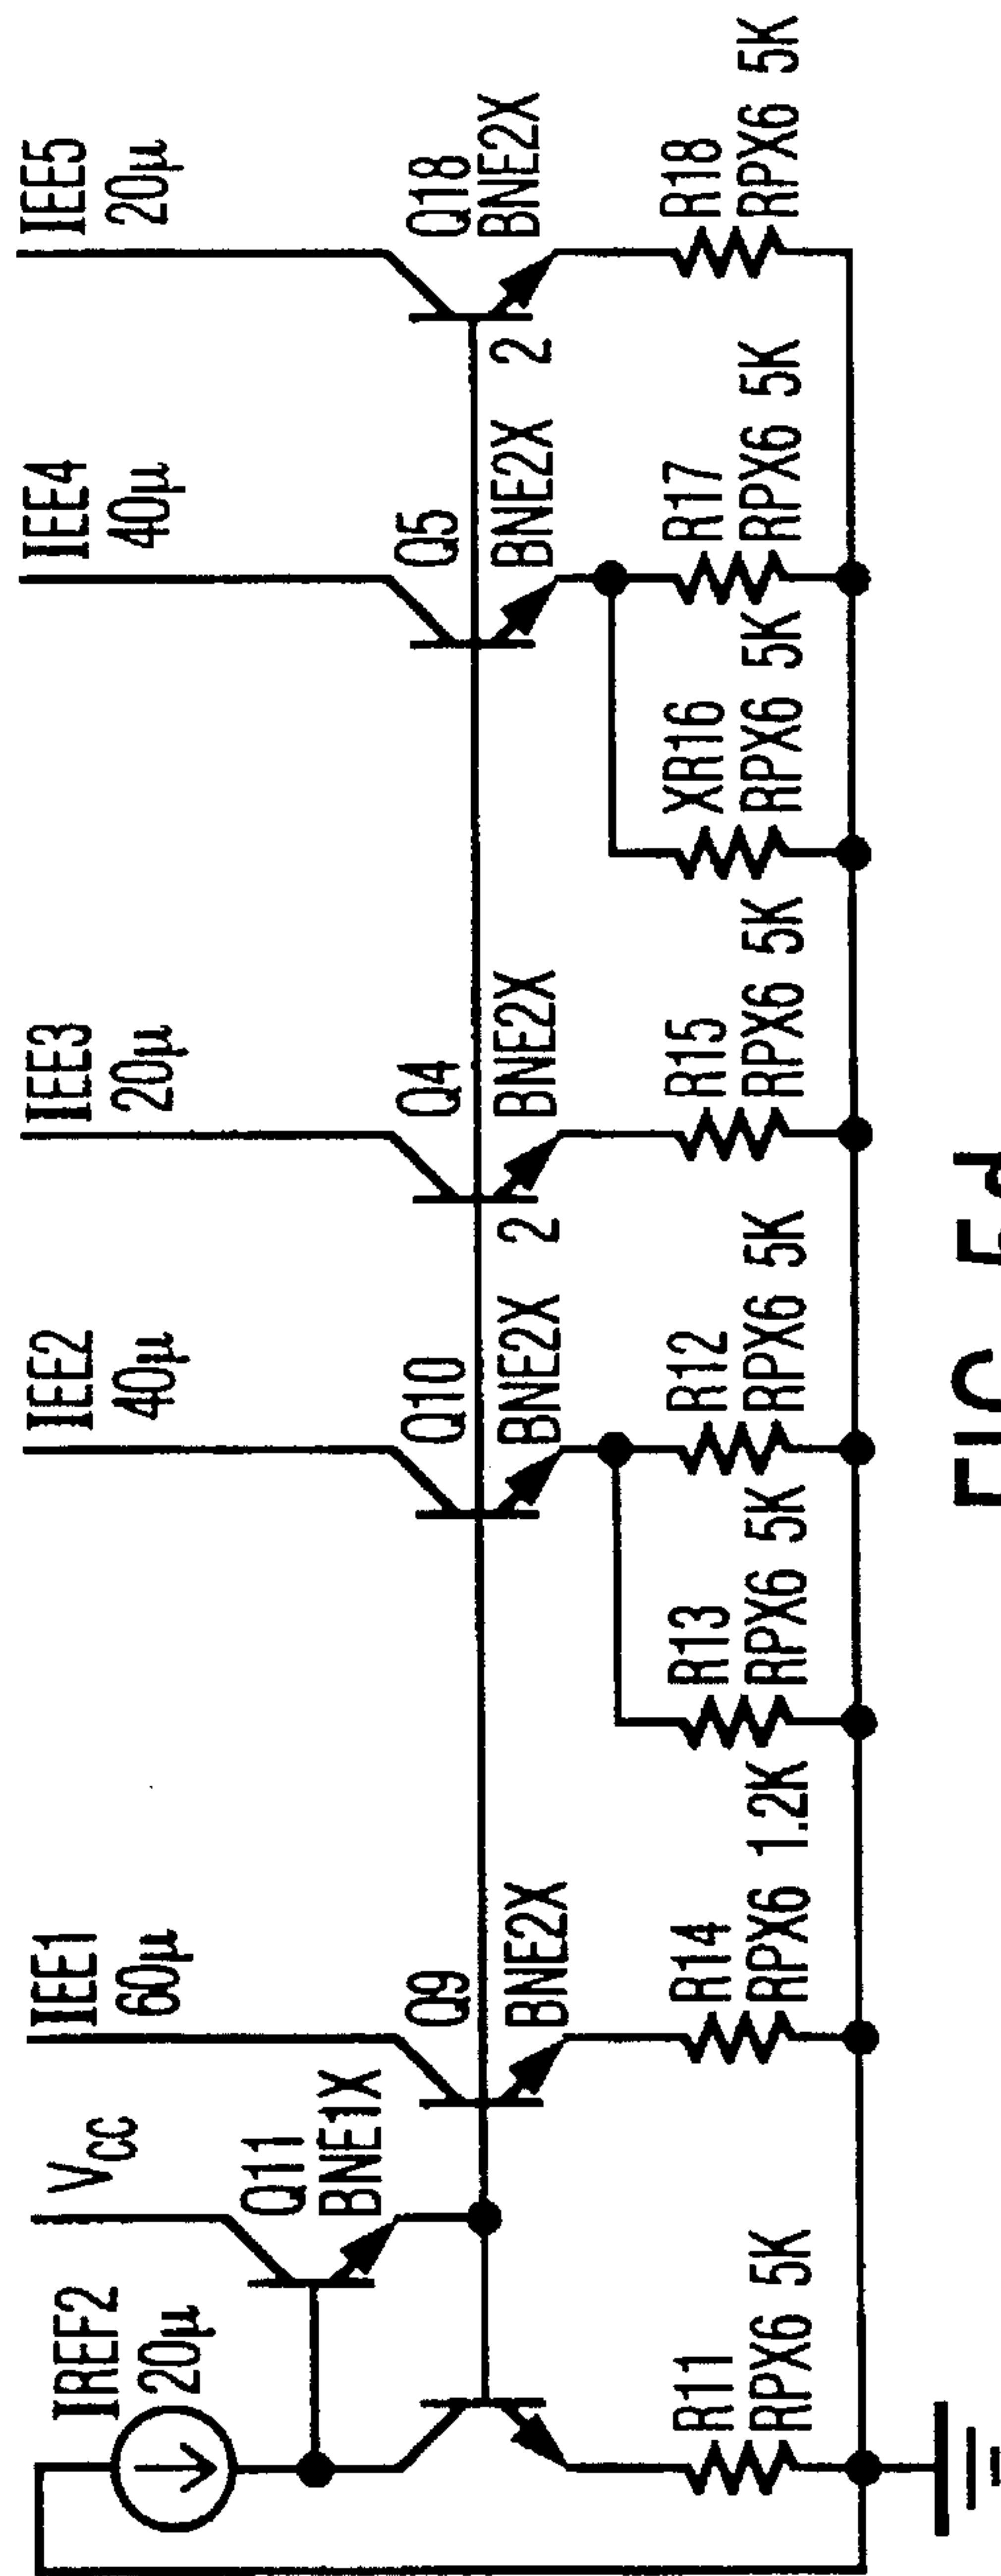 IREF2
20µ
VCC
Q11
BNE1X
IEE1
60µ
IEE2
40µ
IEE3
20µ
IEE4
40µ
IEE5
20µ
Q9
BNE2X
Q10
BNE2X 2
Q4
BNE2X
Q5
BNE2X 2
Q18
BNE2X
R11
RPX6 5K
R14
RPX6 1.2K
R13
RPX6 5K
R12
RPX6 5K
R15
RPX6 5K
XR16
RPX6 5K
R17
RPX6 5K
R18
RPX6 5K